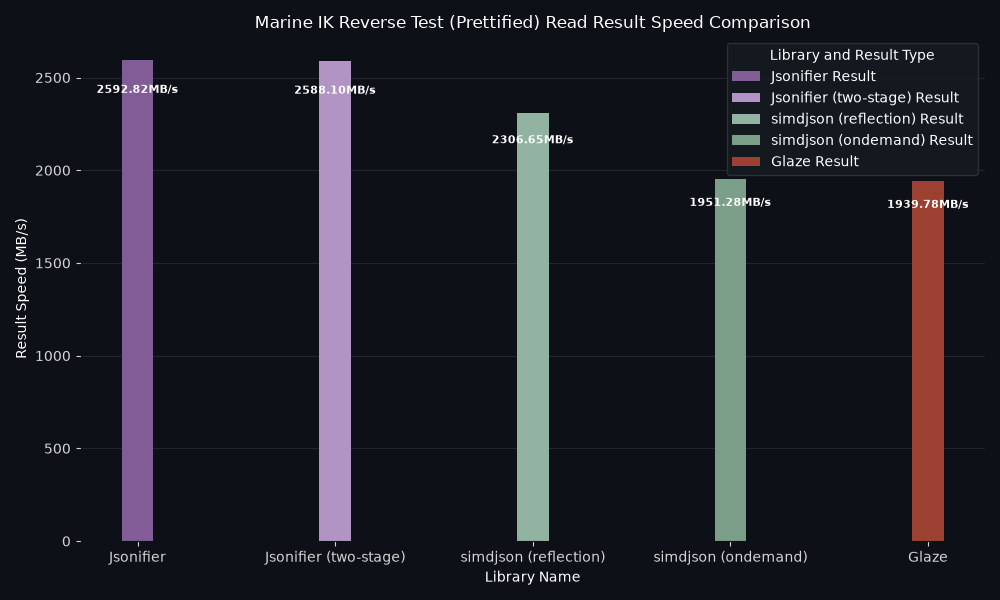 Marine IK Reverse Test (Prettified) Read Result Speed Comparison
Library and Result Type
Jsonifier Result
Jsonifier (two-stage) Result
simdjson (reflection) Result
simdjson (ondemand) Result
Glaze Result
2592.82MB/s
2588.10MB/s
2306.65MB/s
1951.28MB/s
1939.78MB/s
Result Speed (MB/s)
2500
2000
1500
1000
500
0
Jsonifier
Jsonifier (two-stage)
simdjson (reflection)
simdjson (ondemand)
Glaze
Library Name